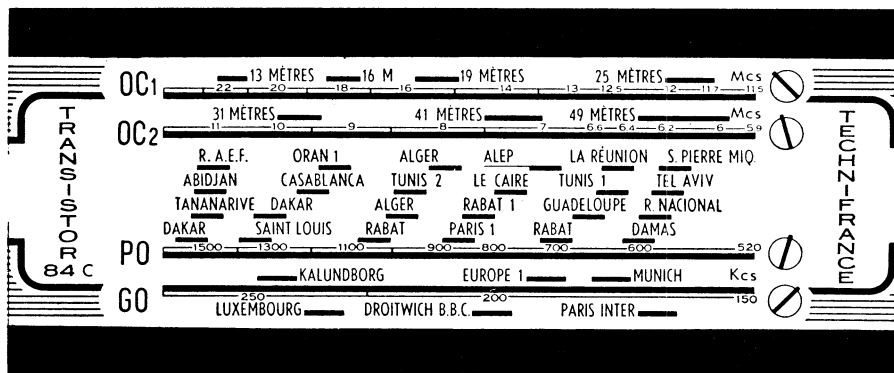 13 MÈTRES 16 M 19 MÈTRES 25 MÈTRES Mcs
OC1 22 20 18 16 14 13 12.5 12 11.7 11.5
31 MÈTRES 41 MÈTRES 49 MÈTRES Mcs
OC2 11 10 9 8 7 6.6 6.4 6.2 6 5.9
R.A.E.F. ORAN 1 ALGER ALEP LA RÉUNION S. PIERRE MIQ.
ABIDJAN CASABLANCA TUNIS 2 LE CAIRE TUNIS 1 TEL AVIV
TANANARIVE DAKAR ALGER RABAT 1 GUADELOUPE R. NACIONAL
DAKAR SAINT LOUIS RABAT PARIS 1 RABAT DAMAS
PO 1500 1300 1100 900 800 700 600 520
KALUNDBORG EUROPE 1 MUNICH Kcs
GO 250 200 150
LUXEMBOURG DROITWICH B.B.C. PARIS INTER
TRANSISTOR
84 C
TECHNIFRANCE